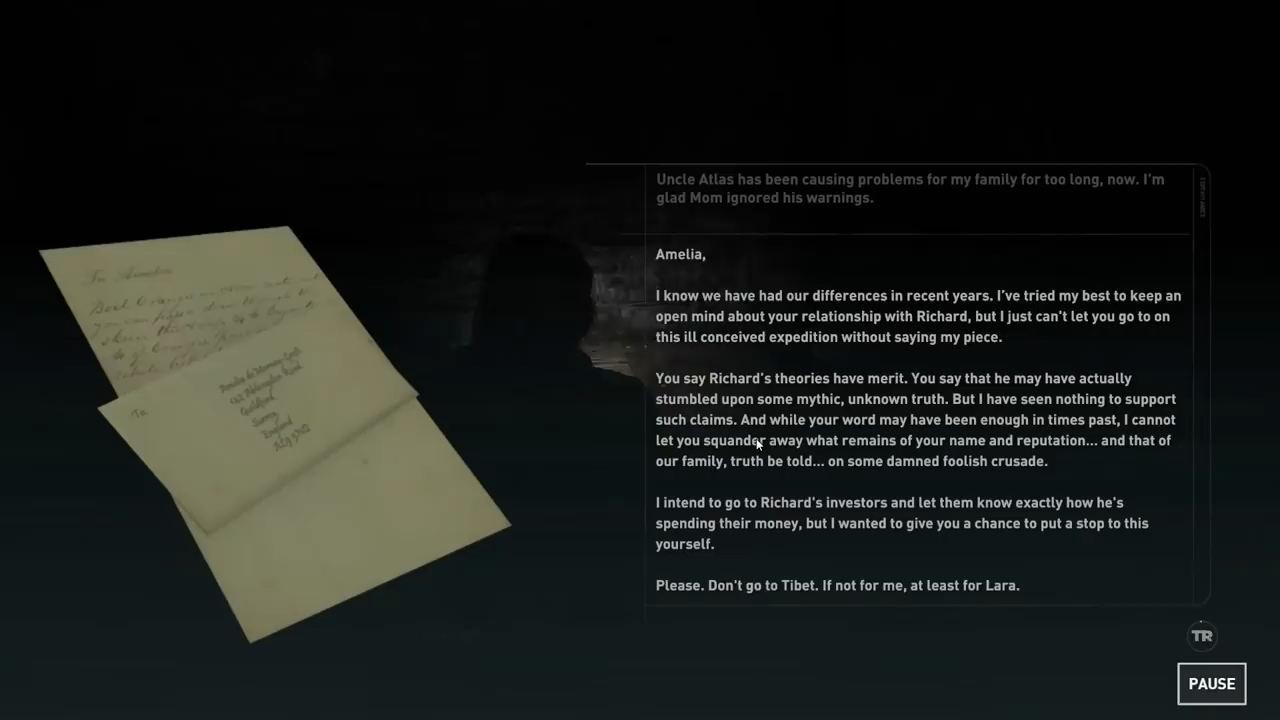 Uncle Atlas has been causing problems for my family for too long, now. I'm
glad Mom ignored his warnings.
Amelia,
I know we have had our differences in recent years. I've tried my best to keep an
open mind about your relationship with Richard, but I just can't let you go to on
this ill conceived expedition without saying my piece.
You say Richard's theories have merit. You say that he may have actually
stumbled upon some mythic, unknown truth. But I have seen nothing to support
such claims. And while your word may have been enough in times past, I cannot
let you squander away what remains of your name and reputation... and that of
our family, truth be told... on some damned foolish crusade.
I intend to go to Richard's investors and let them know exactly how he's
spending their money, but I wanted to give you a chance to put a stop to this
yourself.
Please. Don't go to Tibet. If not for me, at least for Lara.
To
Guildford
Surrey
England
TR
PAUSE